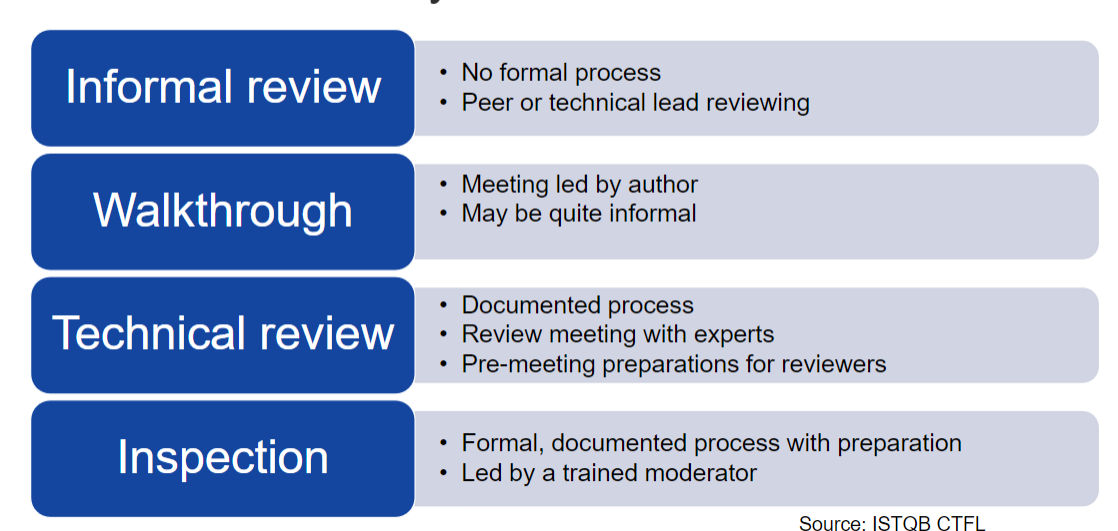 Informal review
• No formal process
• Peer or technical lead reviewing
Walkthrough
• Meeting led by author
• May be quite informal
Technical review
• Documented process
• Review meeting with experts
• Pre-meeting preparations for reviewers
Inspection
• Formal, documented process with preparation
• Led by a trained moderator
Source: ISTQB CTFL